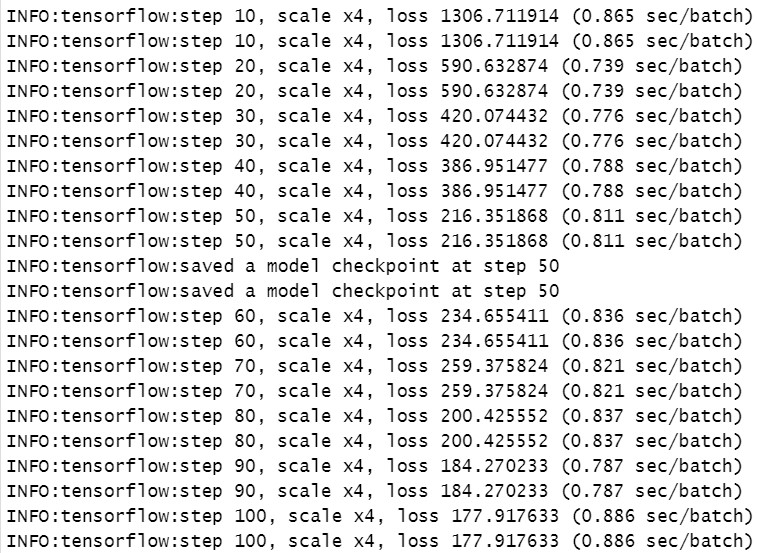 INFO:tensorflow:step 10, scale x4, loss 1306.711914 (0.865 sec/batch)
INFO:tensorflow:step 10, scale x4, loss 1306.711914 (0.865 sec/batch)
INFO:tensorflow:step 20, scale x4, loss 590.632874 (0.739 sec/batch)
INFO:tensorflow:step 20, scale x4, loss 590.632874 (0.739 sec/batch)
INFO:tensorflow:step 30, scale x4, loss 420.074432 (0.776 sec/batch)
INFO:tensorflow:step 30, scale x4, loss 420.074432 (0.776 sec/batch)
INFO:tensorflow:step 40, scale x4, loss 386.951477 (0.788 sec/batch)
INFO:tensorflow:step 40, scale x4, loss 386.951477 (0.788 sec/batch)
INFO:tensorflow:step 50, scale x4, loss 216.351868 (0.811 sec/batch)
INFO:tensorflow:step 50, scale x4, loss 216.351868 (0.811 sec/batch)
INFO:tensorflow:saved a model checkpoint at step 50
INFO:tensorflow:saved a model checkpoint at step 50
INFO:tensorflow:step 60, scale x4, loss 234.655411 (0.836 sec/batch)
INFO:tensorflow:step 60, scale x4, loss 234.655411 (0.836 sec/batch)
INFO:tensorflow:step 70, scale x4, loss 259.375824 (0.821 sec/batch)
INFO:tensorflow:step 70, scale x4, loss 259.375824 (0.821 sec/batch)
INFO:tensorflow:step 80, scale x4, loss 200.425552 (0.837 sec/batch)
INFO:tensorflow:step 80, scale x4, loss 200.425552 (0.837 sec/batch)
INFO:tensorflow:step 90, scale x4, loss 184.270233 (0.787 sec/batch)
INFO:tensorflow:step 90, scale x4, loss 184.270233 (0.787 sec/batch)
INFO:tensorflow:step 100, scale x4, loss 177.917633 (0.886 sec/batch)
INFO:tensorflow:step 100, scale x4, loss 177.917633 (0.886 sec/batch)